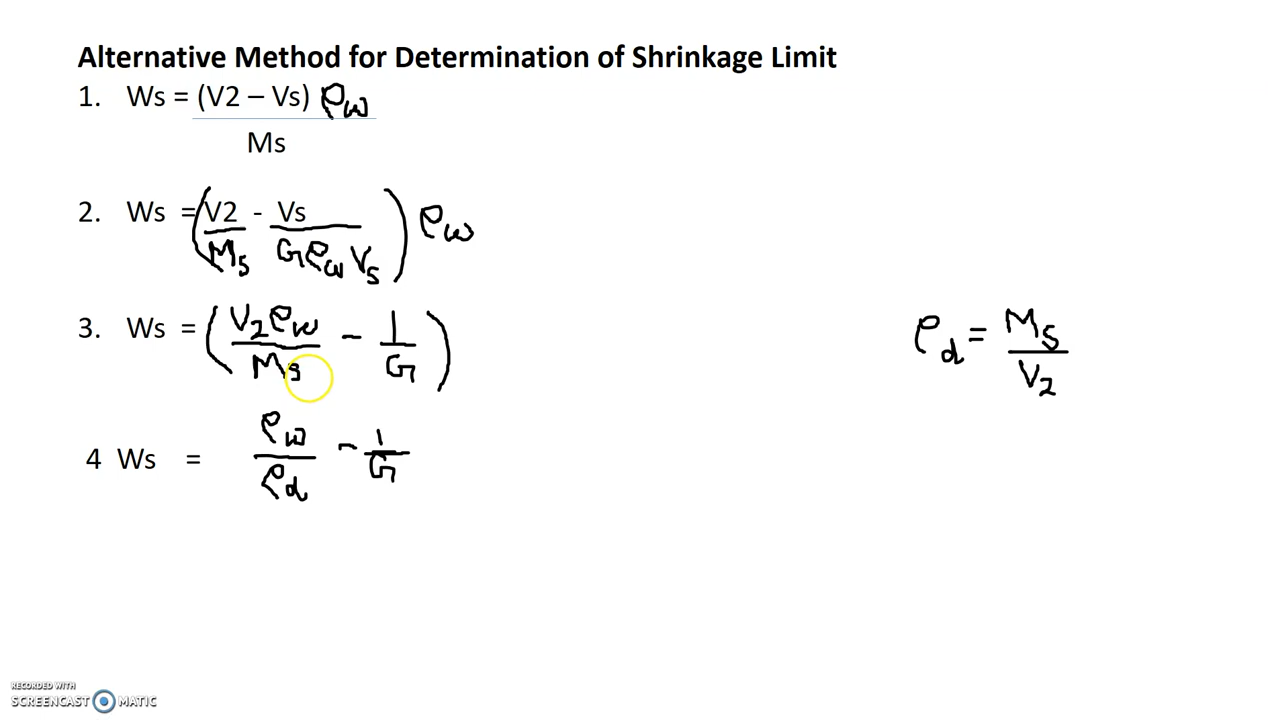 Alternative Method for Determination of Shrinkage Limit
1. Ws = (V2 – Vs) ρw
Ms
2. Ws = (V2 - Vs) ρw
Ms Gρw Vs
3. Ws = (V2ρw - 1)
Ms G
ρd = Ms
V2
4 Ws = ρw - 1
ρd G
RECORDED WITH
SCREENCAST MATIC